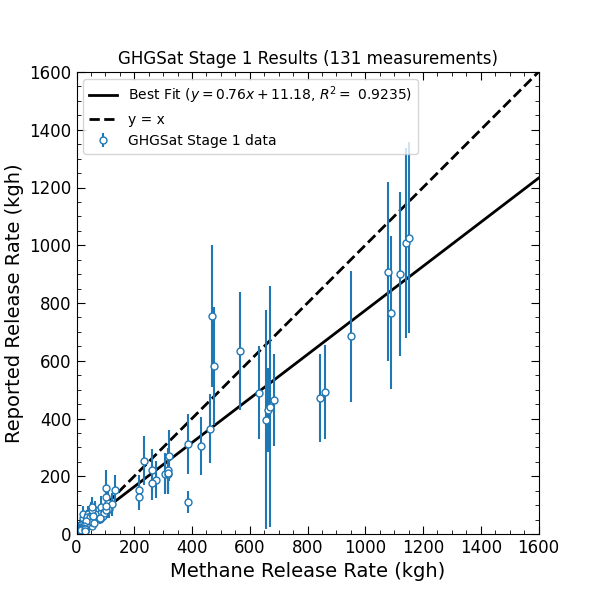 GHGSat Stage 1 Results (131 measurements)
Best Fit (y = 0.76x + 11.18, R² = 0.9235)
y = x
GHGSat Stage 1 data
Reported Release Rate (kgh)
1600
1400
1200
1000
800
600
400
200
0
0 200 400 600 800 1000 1200 1400 1600
Methane Release Rate (kgh)